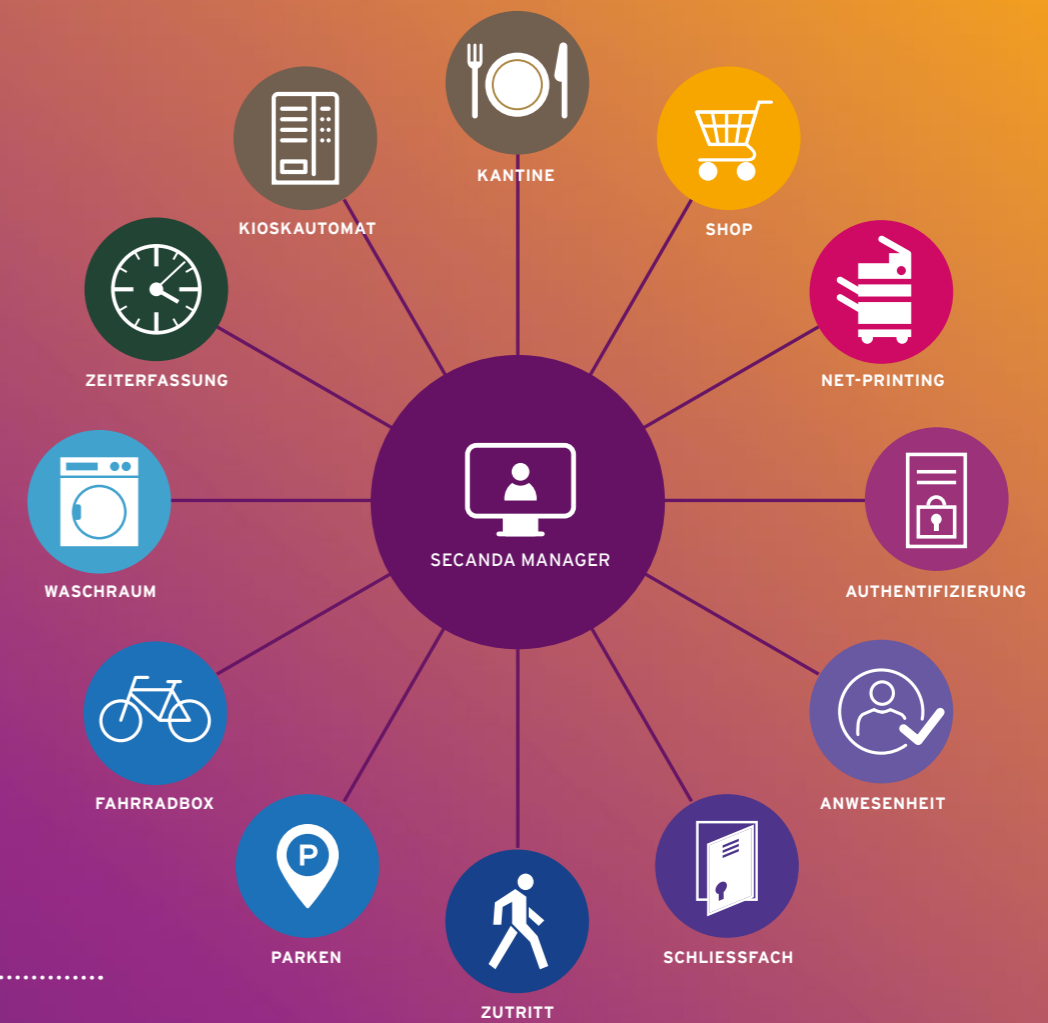 KANTINE
KIOSKAUTOMAT
SHOP
ZEITERFASSUNG
NET-PRINTING
SECANDA MANAGER
WASCHRAUM
AUTHENTIFIZIERUNG
FAHRRADBOX
ANWESENHEIT
P
PARKEN
SCHLIESSFACH
ZUTRITT